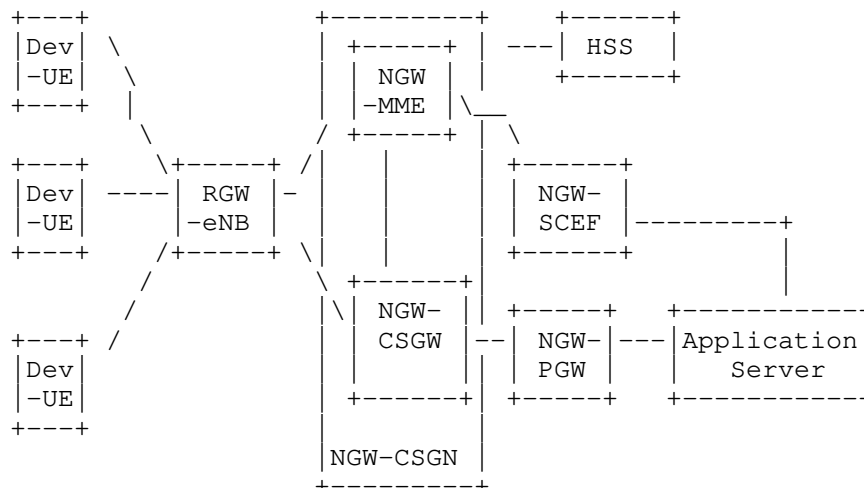 Dev
-UE
NGW
-MME
HSS
Dev
-UE
RGW
-eNB
NGW-
SCEF
NGW-
CSGW
NGW-
PGW
Application
Server
Dev
-UE
NGW-CSGN